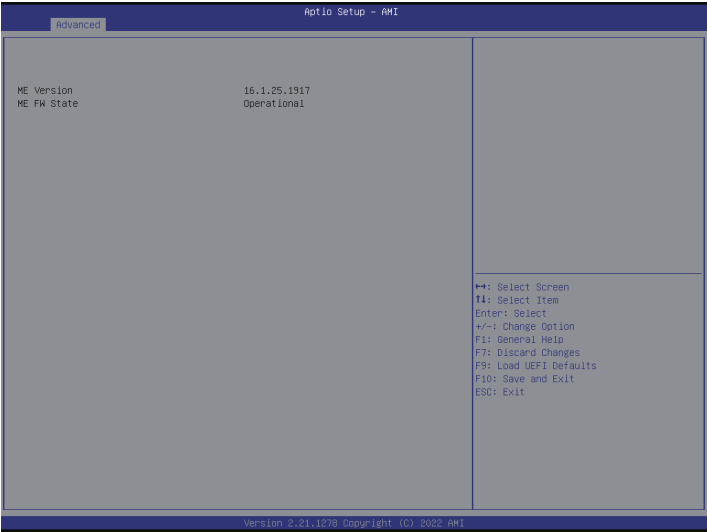 Aptio Setup - AMI
Advanced
ME Version 16.1.25.1917
ME FW State Operational
↔: Select Screen
↑↓: Select Item
Enter: Select
+/-: Change Option
F1: General Help
F7: Discard Changes
F9: Load UEFI Defaults
F10: Save and Exit
ESC: Exit
Version 2.21.1278 Copyright (C) 2022 AMI